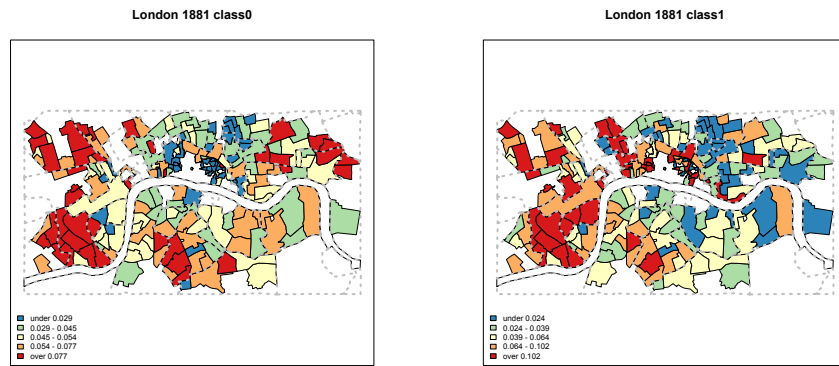 London 1881 class0
under 0.029
0.029 - 0.045
0.045 - 0.054
0.054 - 0.077
over 0.077
London 1881 class1
under 0.024
0.024 - 0.039
0.039 - 0.064
0.064 - 0.102
over 0.102